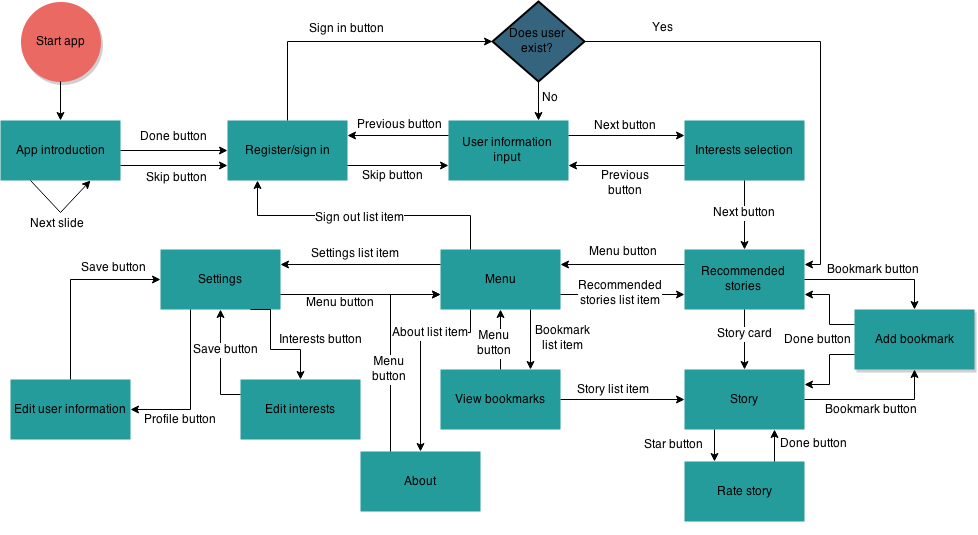 Start app
Sign in button
Does user
exist?
Yes
No
App introduction
Done button
Skip button
Next slide
Register/sign in
Previous button
Skip button
User information
input
Next button
Previous
button
Interests selection
Next button
Sign out list item
Save button
Settings
Settings list item
Menu button
Menu
Menu button
Recommended
stories list item
Recommended
stories
Bookmark button
Add bookmark
Done button
Story card
Interests button
Save button
About list item
Menu
button
Menu
button
Bookmark
list item
Edit user information
Profile button
Edit interests
View bookmarks
Story list item
Story
Bookmark button
Star button
Done button
About
Rate story